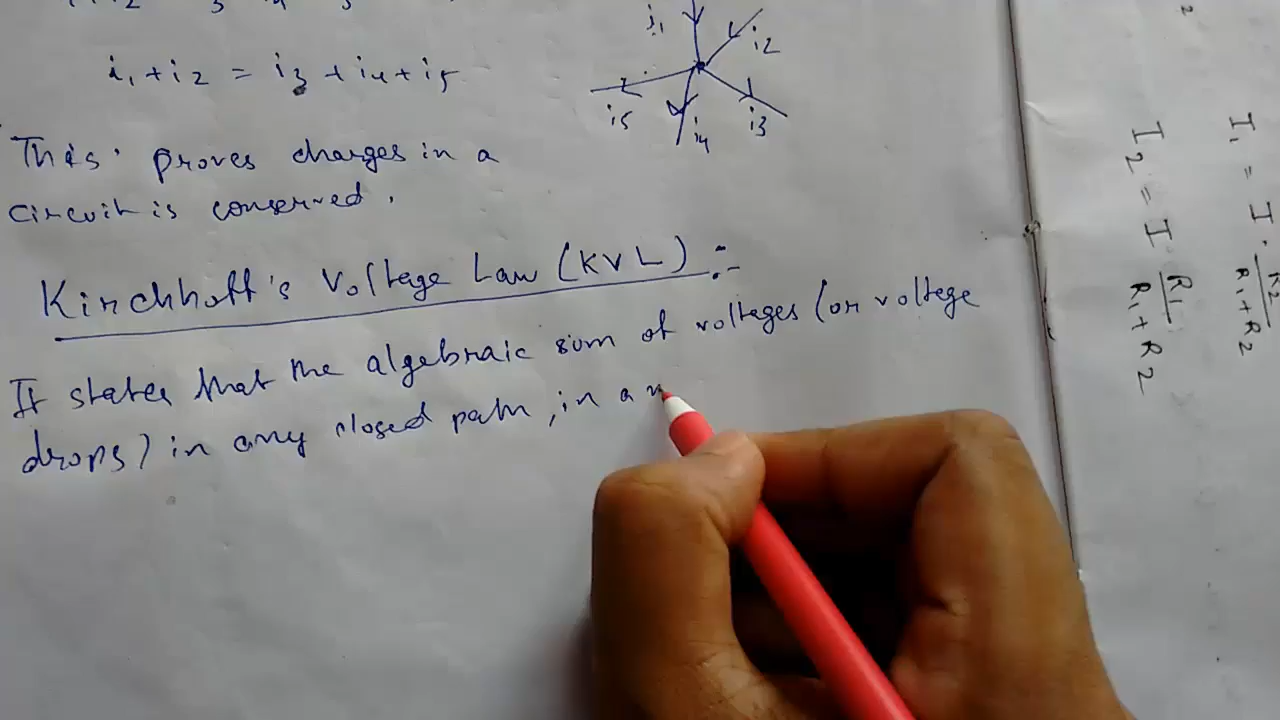 i1 + i2 = i3 + i4 + i5
i1
i2
i5
i4
i3
This proves charges in a
circuit is conserved.
Kirchhoff's Voltage Law (KVL) :-
It states that the algebraic sum of voltages (or voltage
drops) in any closed path, in a
I1 = I . R2 / R1 + R2
I2 = I . R1 / R1 + R2